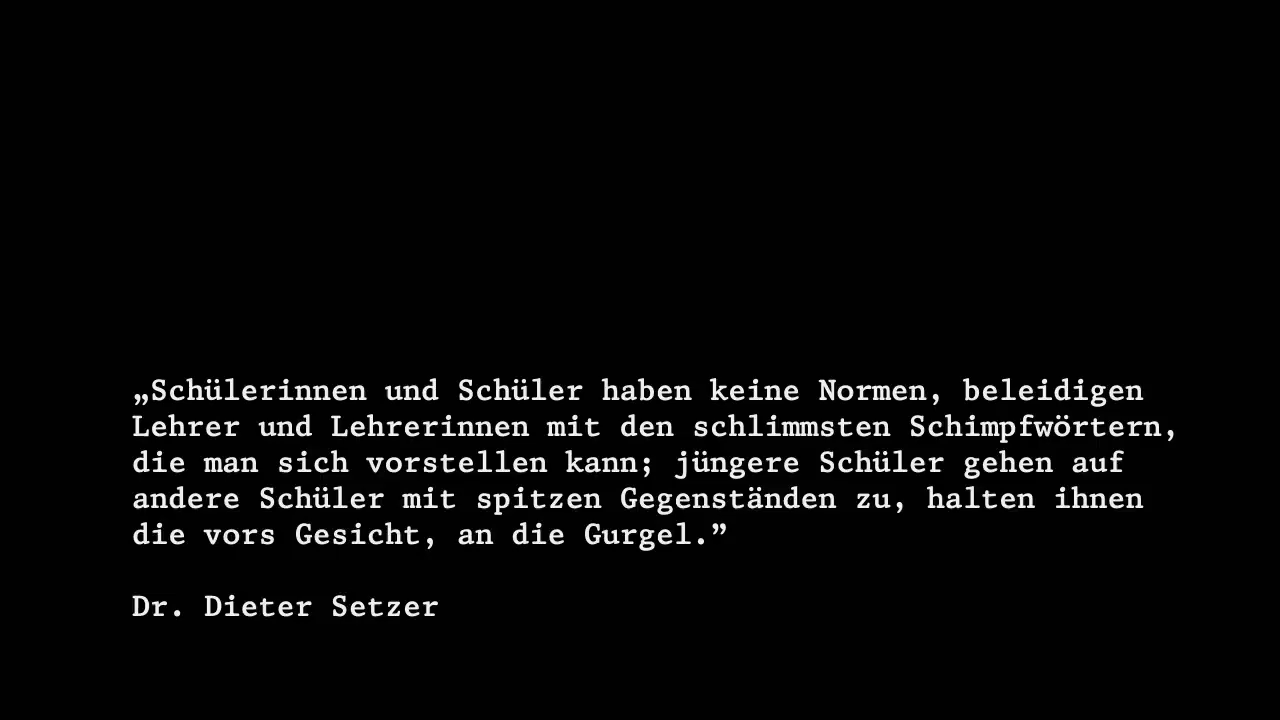 „Schülerinnen und Schüler haben keine Normen, beleidigen
Lehrer und Lehrerinnen mit den schlimmsten Schimpfwörtern,
die man sich vorstellen kann; jüngere Schüler gehen auf
andere Schüler mit spitzen Gegenständen zu, halten ihnen
die vors Gesicht, an die Gurgel.”
Dr. Dieter Setzer